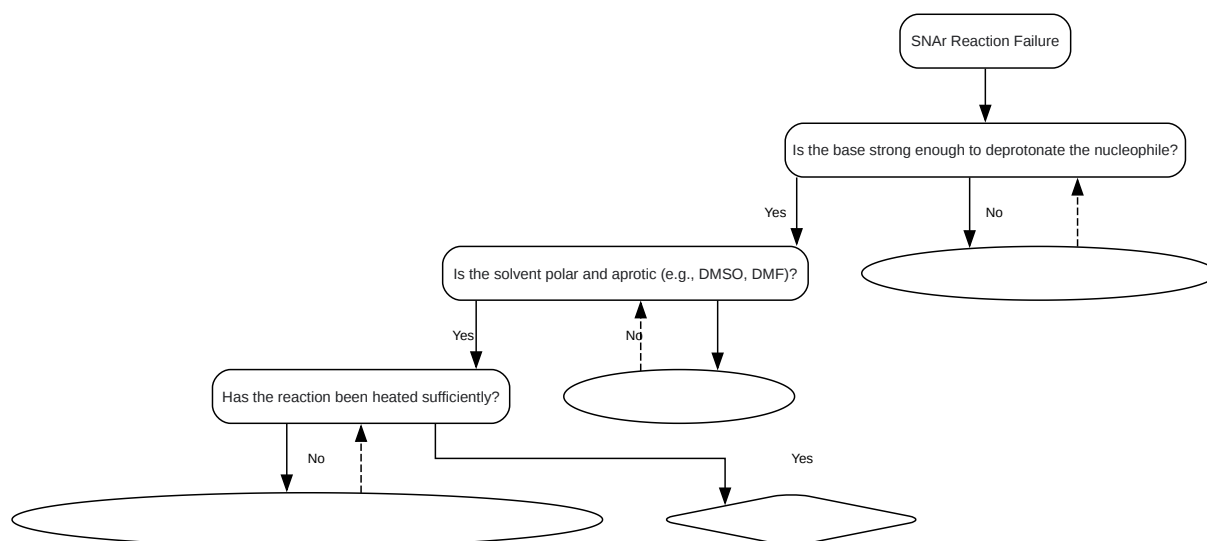 SNAr Reaction Failure
Is the base strong enough to deprotonate the nucleophile?
Yes
No
Is the solvent polar and aprotic (e.g., DMSO, DMF)?
Yes
No
Has the reaction been heated sufficiently?
No
Yes